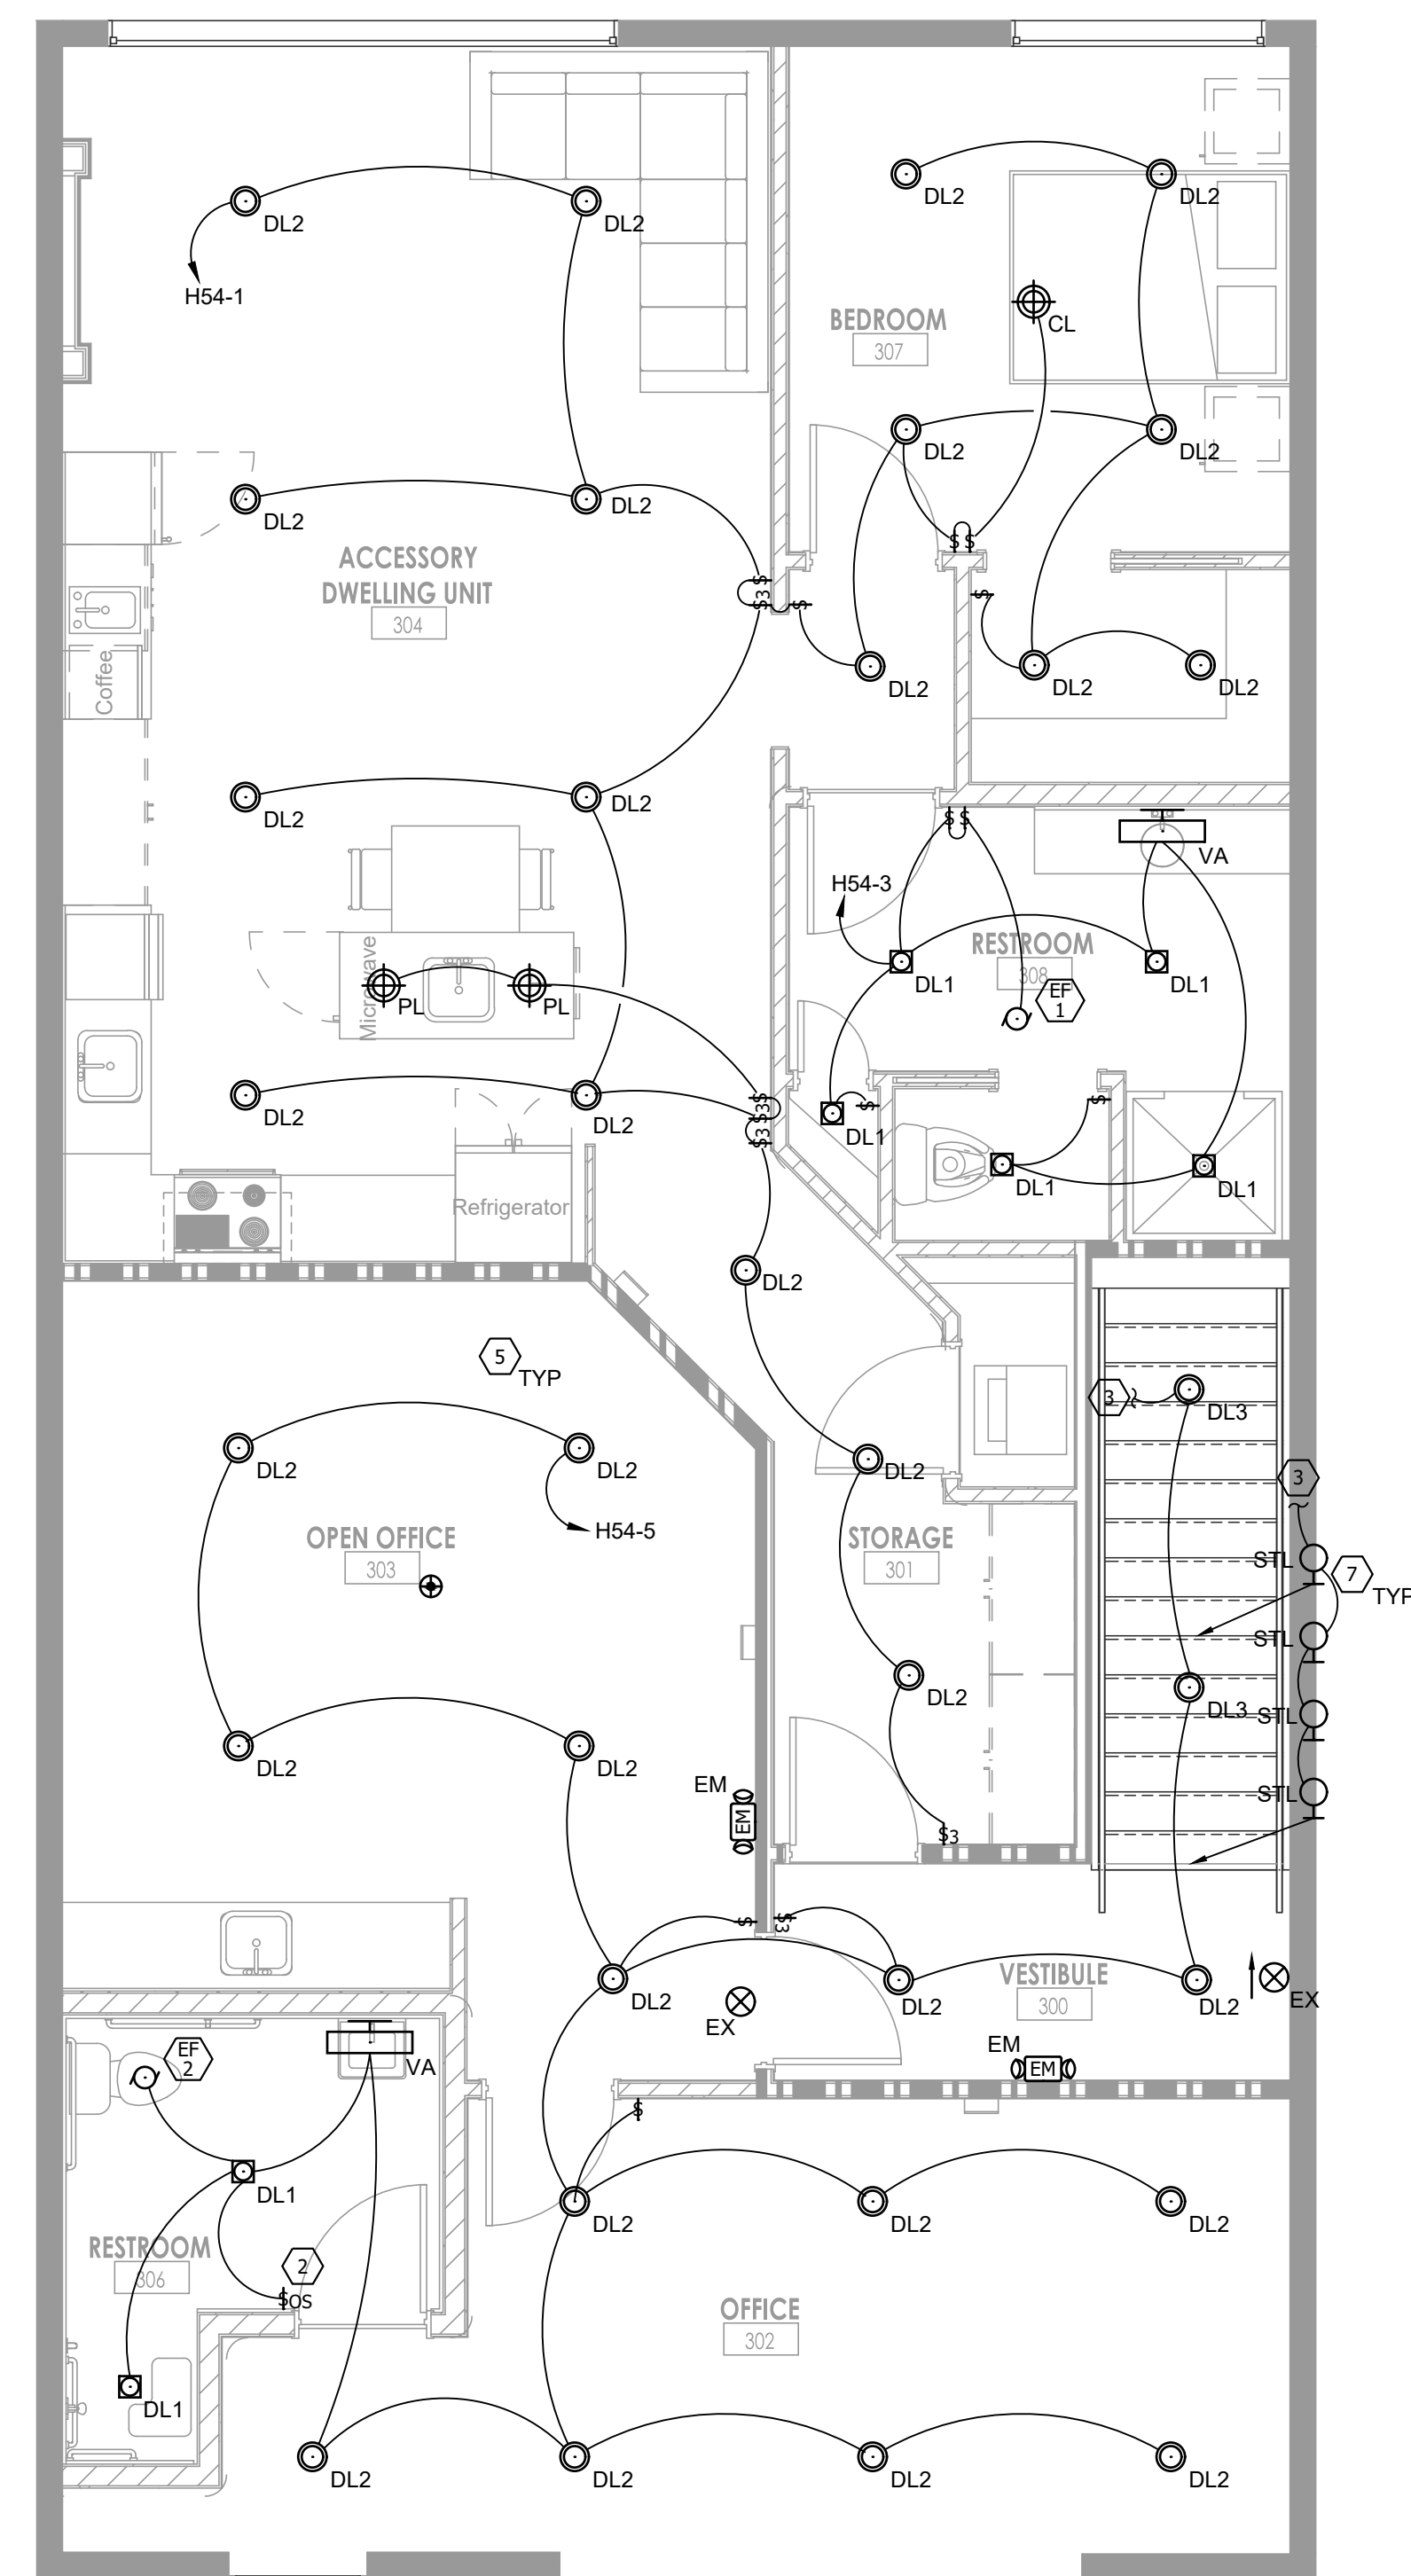 DL2
DL2
DL2
DL2
H54-1
BEDROOM
307
CL
DL2
DL2
DL2
DL2
ACCESSORY
DWELLING UNIT
304
$ $
$3 $
$3
$
$
Coffee
DL2
DL2
DL2
DL2
DL2
$ $
VA
H54-3
RESTROOM
308
EF
1
DL1
DL1
Microwave
PL
PL
DL2
DL2
$3$
$3
$
$
DL1
DL1
DL1
Refrigerator
DL2
5
TYP
3
DL3
DL2
DL2
DL2
3
H54-5
OPEN OFFICE
303
STORAGE
301
STL
7
TYP
STL
DL2
DL3
STL
DL2
DL2
EM
EM
STL
$3
$
$3
VESTIBULE
300
DL2
DL2
DL2
EX
EX
EM
EM
EF
2
VA
$
DL1
DL2
DL2
DL2
RESTROOM
306
2
$OS
OFFICE
302
DL1
DL2
DL2
DL2
DL2